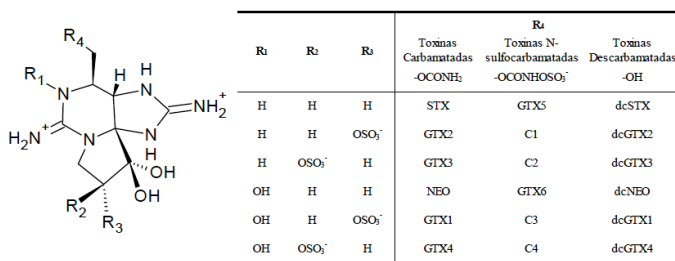 R₄
R₁
H
H
N
N
NH₂⁺
H₂N⁺
N
N
H
OH
OH
R₂
R₃
R₄
R₁ R₂ R₃ Toxinas Carbamatadas -OCONH₂ Toxinas N-sulfocarbamatadas -OCONHOSO₃⁻ Toxinas Descarbamatadas -OH
H H H STX GTX5 dcSTX
H H OSO₃⁻ GTX2 C1 dcGTX2
H OSO₃⁻ H GTX3 C2 dcGTX3
OH H H NEO GTX6 dcNEO
OH H OSO₃⁻ GTX1 C3 dcGTX1
OH OSO₃⁻ H GTX4 C4 dcGTX4